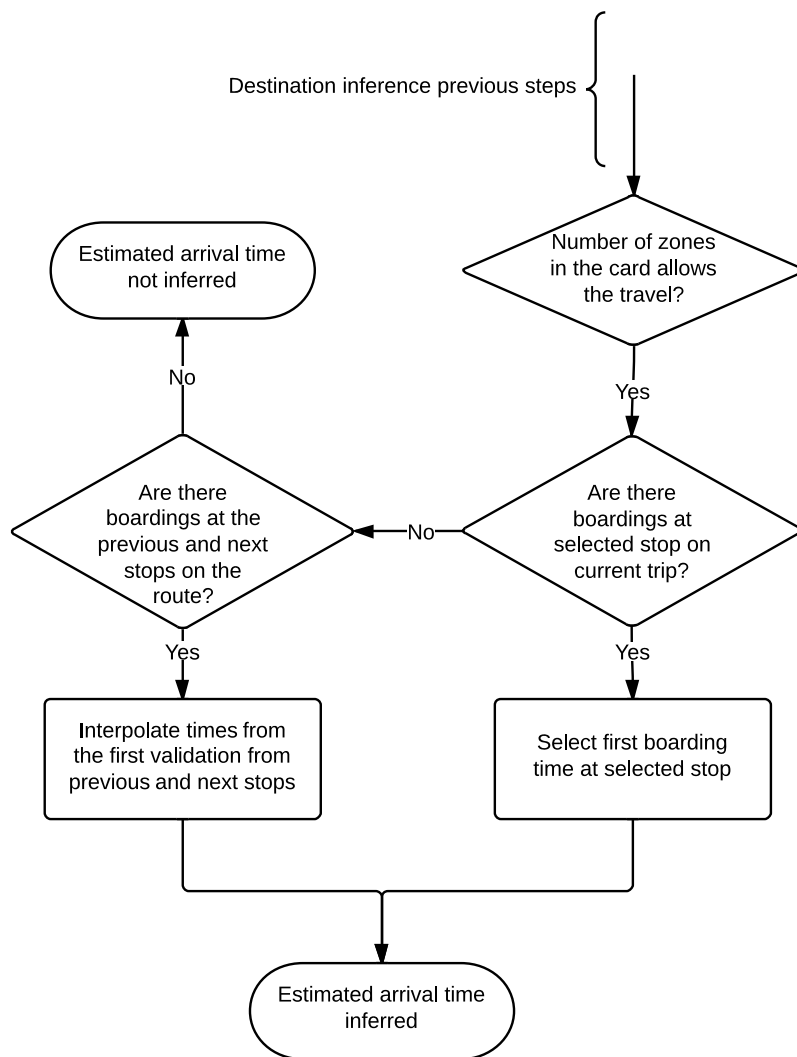 Destination inference previous steps
Number of zones
in the card allows
the travel?
Estimated arrival time
not inferred
No
Yes
Are there
boardings at the
previous and next
stops on the
route?
No
Are there
boardings at
selected stop on
current trip?
Yes
Yes
Interpolate times from
the first validation from
previous and next stops
Select first boarding
time at selected stop
Estimated arrival time
inferred